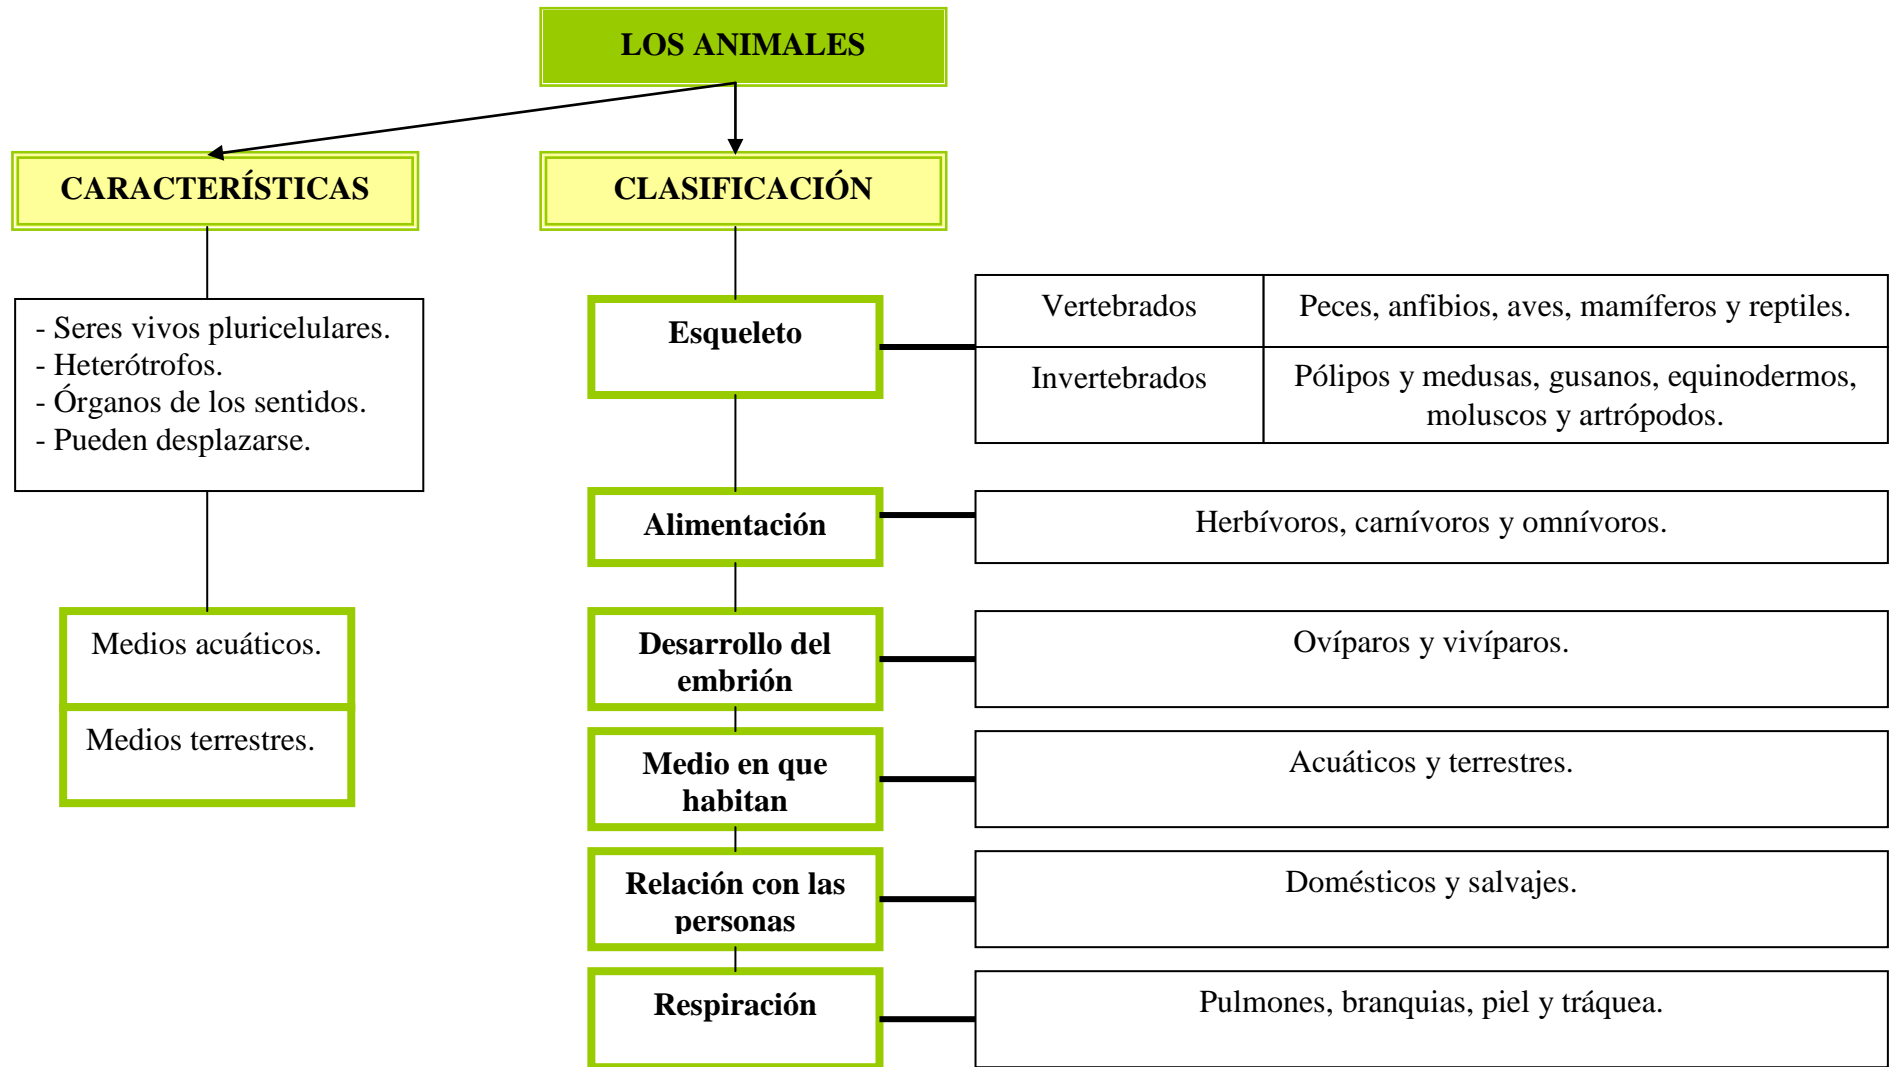 LOS ANIMALES
CARACTERÍSTICAS
- Seres vivos pluricelulares.
- Heterótrofos.
- Órganos de los sentidos.
- Pueden desplazarse.
Medios acuáticos.
Medios terrestres.
CLASIFICACIÓN
Esqueleto
Vertebrados
Peces, anfibios, aves, mamíferos y reptiles.
Invertebrados
Pólipos y medusas, gusanos, equinodermos,
moluscos y artrópodos.
Alimentación
Herbívoros, carnívoros y omnívoros.
Desarrollo del
embrión
Ovíparos y vivíparos.
Medio en que
habitan
Acuáticos y terrestres.
Relación con las
personas
Domésticos y salvajes.
Respiración
Pulmones, branquias, piel y tráquea.